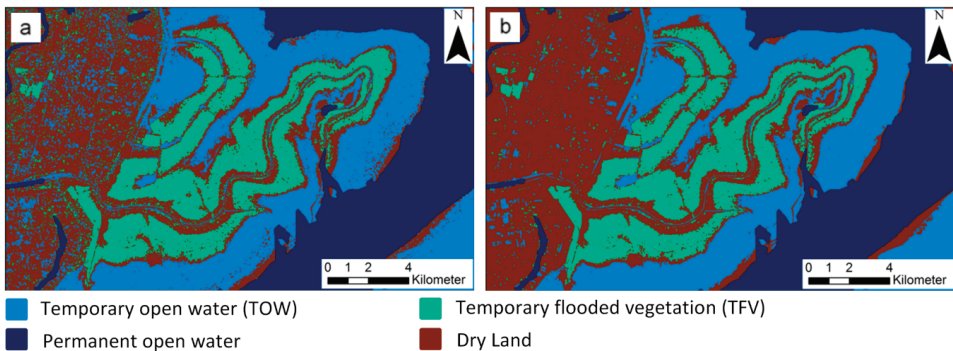 a
N
0 1 2 4
Kilometer
b
N
0 1 2 4
Kilometer
Temporary open water (TOW)
Temporary flooded vegetation (TFV)
Permanent open water
Dry Land